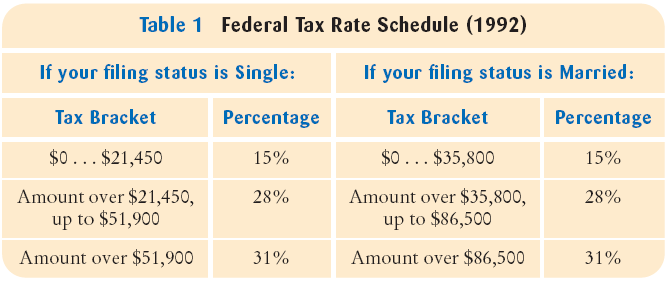 Table 1 Federal Tax Rate Schedule (1992)
If your filing status is Single: If your filing status is Married:
Tax Bracket Percentage Tax Bracket Percentage
$0 . . . $21,450 15% $0 . . . $35,800 15%
Amount over $21,450, 28% Amount over $35,800, 28%
up to $51,900 up to $86,500
Amount over $51,900 31% Amount over $86,500 31%